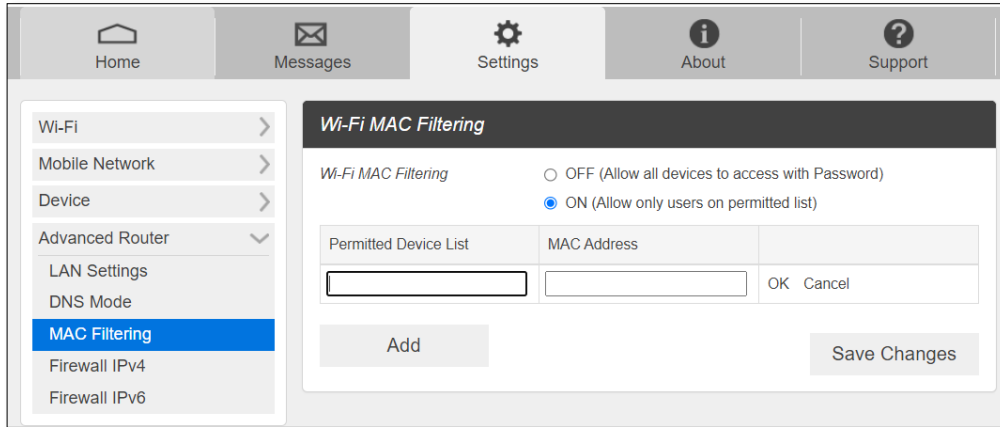 Home Messages Settings About Support
Wi-Fi
Mobile Network
Device
Advanced Router
LAN Settings
DNS Mode
MAC Filtering
Firewall IPv4
Firewall IPv6
Wi-Fi MAC Filtering
Wi-Fi MAC Filtering OFF (Allow all devices to access with Password)
ON (Allow only users on permitted list)
Permitted Device List MAC Address
OK Cancel
Add
Save Changes